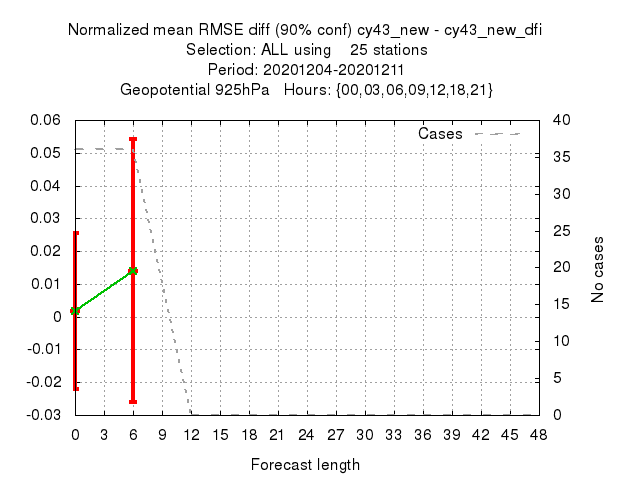 Normalized mean RMSE diff (90% conf) cy43_new - cy43_new_dfi
Selection: ALL using    25 stations
Period: 20201204-20201211
Geopotential 925hPa   Hours: {00,03,06,09,12,18,21}
Cases
0.06
0.05
0.04
0.03
0.02
0.01
0
-0.01
-0.02
-0.03
40
35
30
25
20
15
10
5
0
No cases
0 3 6 9 12 15 18 21 24 27 30 33 36 39 42 45 48
Forecast length